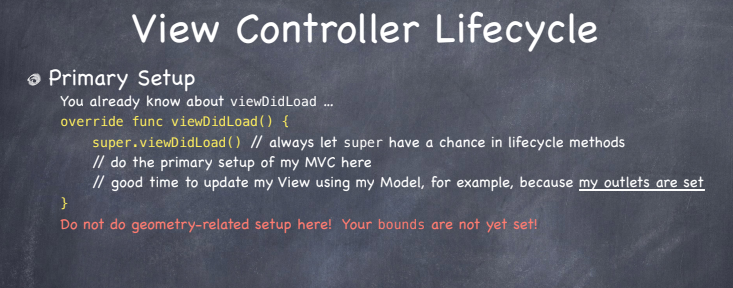 View Controller Lifecycle
Primary Setup
You already know about viewDidLoad …
override func viewDidLoad() {
super.viewDidLoad() // always let super have a chance in lifecycle methods
// do the primary setup of my MVC here
// good time to update my View using my Model, for example, because my outlets are set
}
Do not do geometry-related setup here! Your bounds are not yet set!